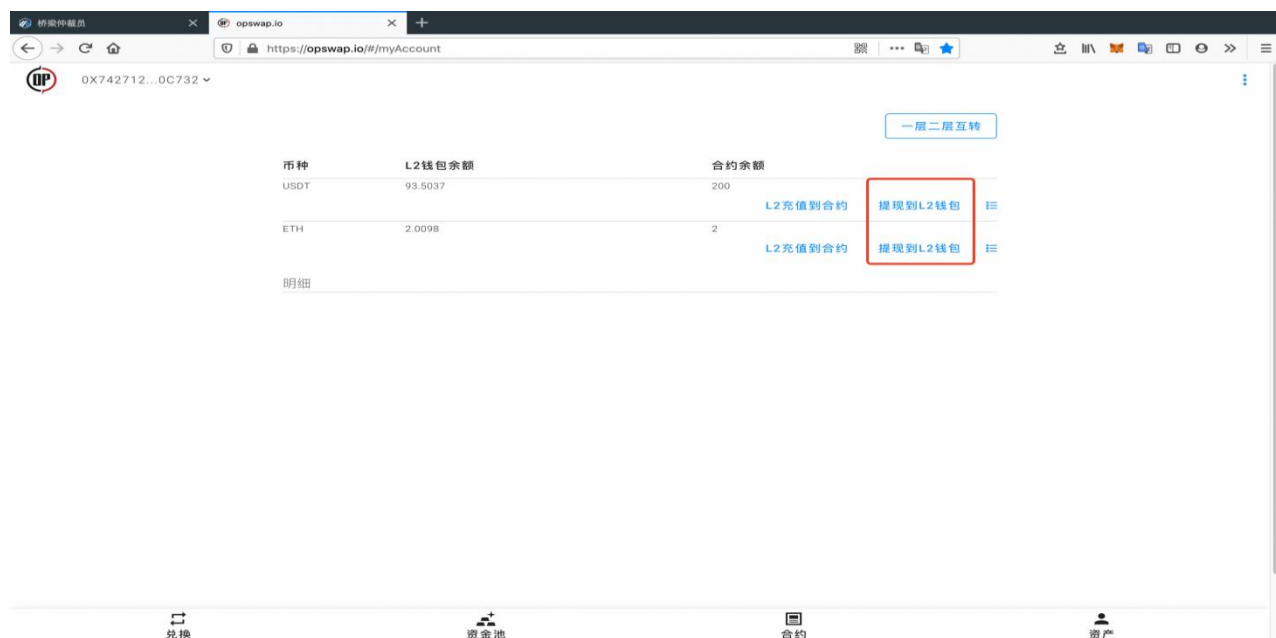 桥梁仲裁员
opswap.io
https://opswap.io/#/myAccount
OP
0X742712...0C732
一层二层互转
币种 L2钱包余额 合约余额
USDT 93.5037 200
L2充值到合约 提现到L2钱包
ETH 2.0098 2
L2充值到合约 提现到L2钱包
明细
兑换 资金池 合约 资产